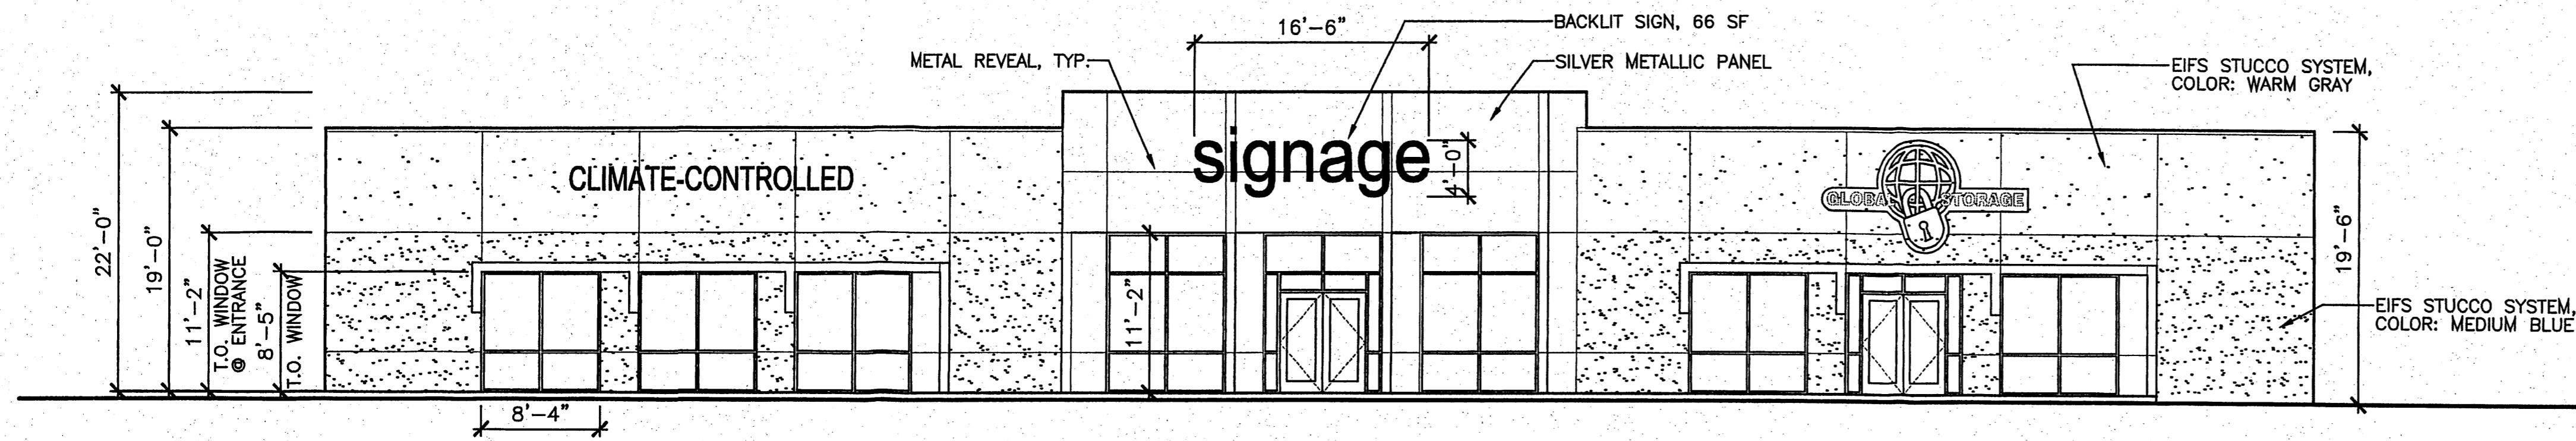 16'-6"
BACKLIT SIGN, 66 SF
METAL REVEAL, TYP.
SILVER METALLIC PANEL
EIFS STUCCO SYSTEM,
COLOR: WARM GRAY
22'-0"
19'-0"
11'-2"
T.O. WINDOW
@ ENTRANCE
8'-5"
T.O. WINDOW
CLIMATE-CONTROLLED
signage
4'-0"
GLOBAL STORAGE
19'-6"
11'-2"
EIFS STUCCO SYSTEM,
COLOR: MEDIUM BLUE
8'-4"